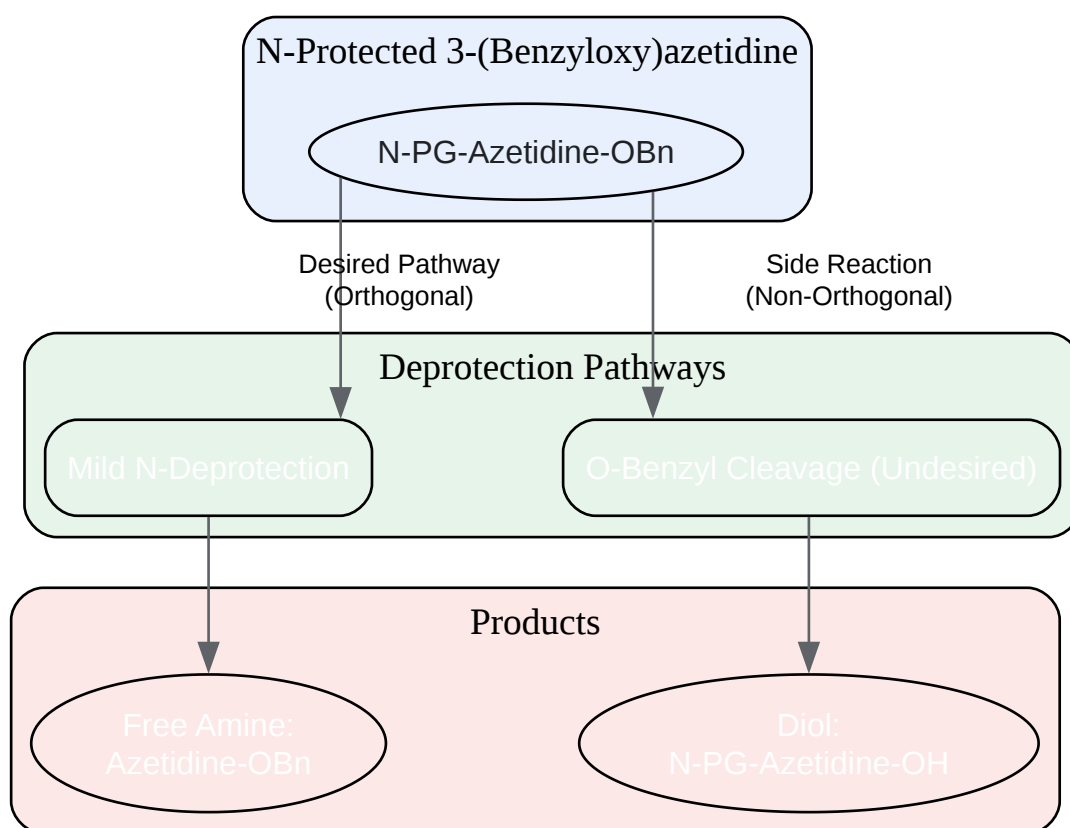 N-Protected 3-(Benzyloxy)azetidine
N-PG-Azetidine-OBn
Desired Pathway
(Orthogonal)
Side Reaction
(Non-Orthogonal)
Deprotection Pathways
Mild N-Deprotection
O-Benzyl Cleavage (Undesired)
Products
Free Amine:
Azetidine-OBn
Diol:
N-PG-Azetidine-OH